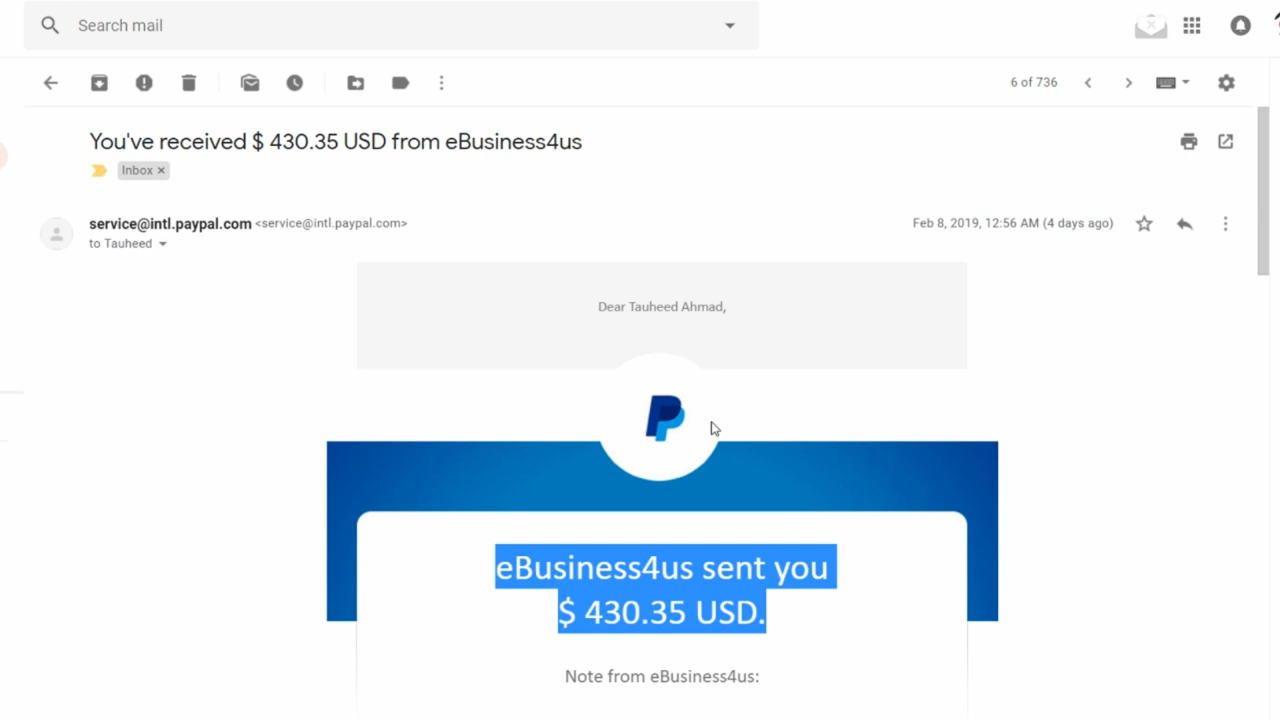 Search mail
6 of 736
You've received $ 430.35 USD from eBusiness4us
Inbox ×
service@intl.paypal.com <service@intl.paypal.com>
Feb 8, 2019, 12:56 AM (4 days ago)
to Tauheed
Dear Tauheed Ahmad,
eBusiness4us sent you
$ 430.35 USD.
Note from eBusiness4us: